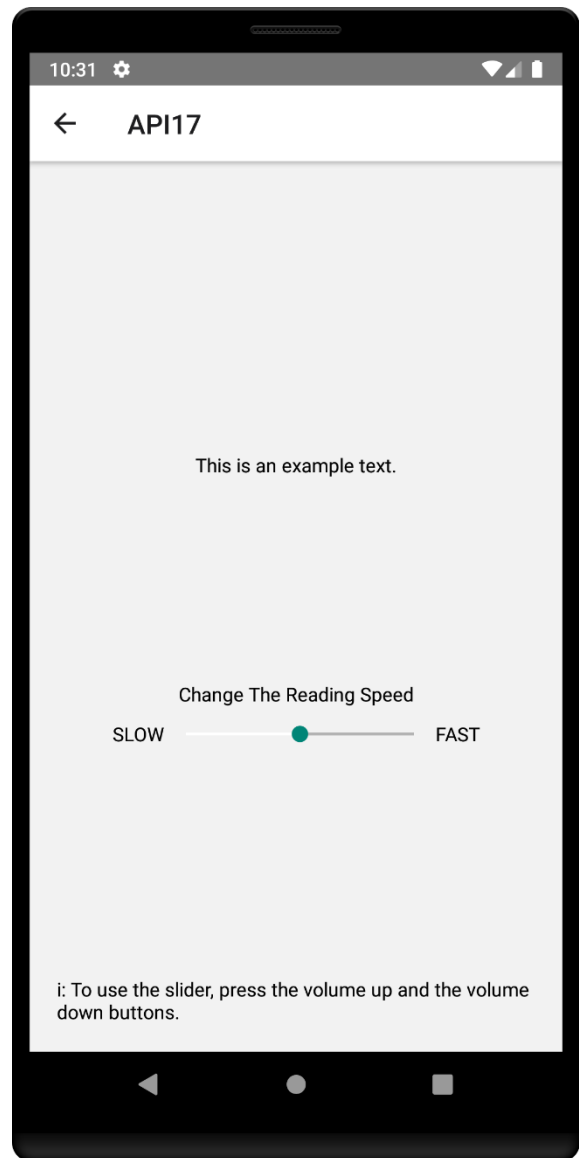 10:31
API17
This is an example text.
Change The Reading Speed
SLOW FAST
i: To use the slider, press the volume up and the volume
down buttons.